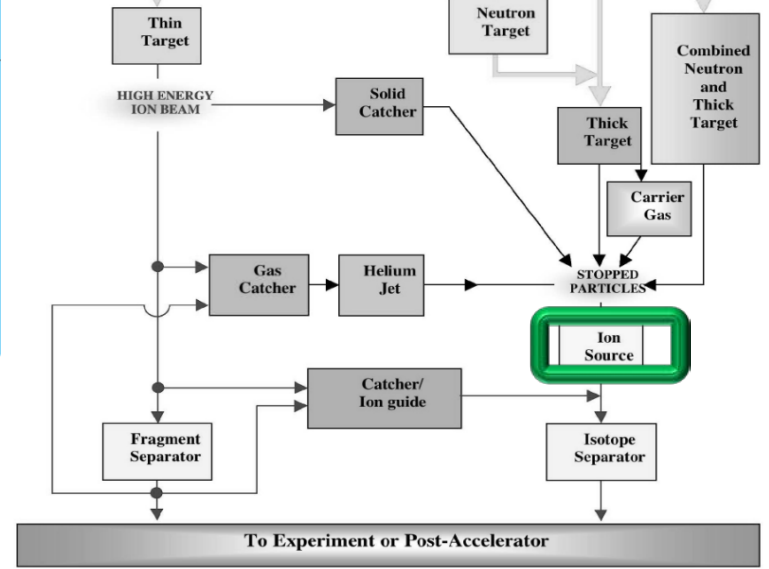 Thin
Target
Neutron
Target
Combined
Neutron
and
Thick
Target
HIGH ENERGY
ION BEAM
Solid
Catcher
Thick
Target
Carrier
Gas
Gas
Catcher
Helium
Jet
STOPPED
PARTICLES
Ion
Source
Catcher/
Ion guide
Fragment
Separator
Isotope
Separator
To Experiment or Post-Accelerator